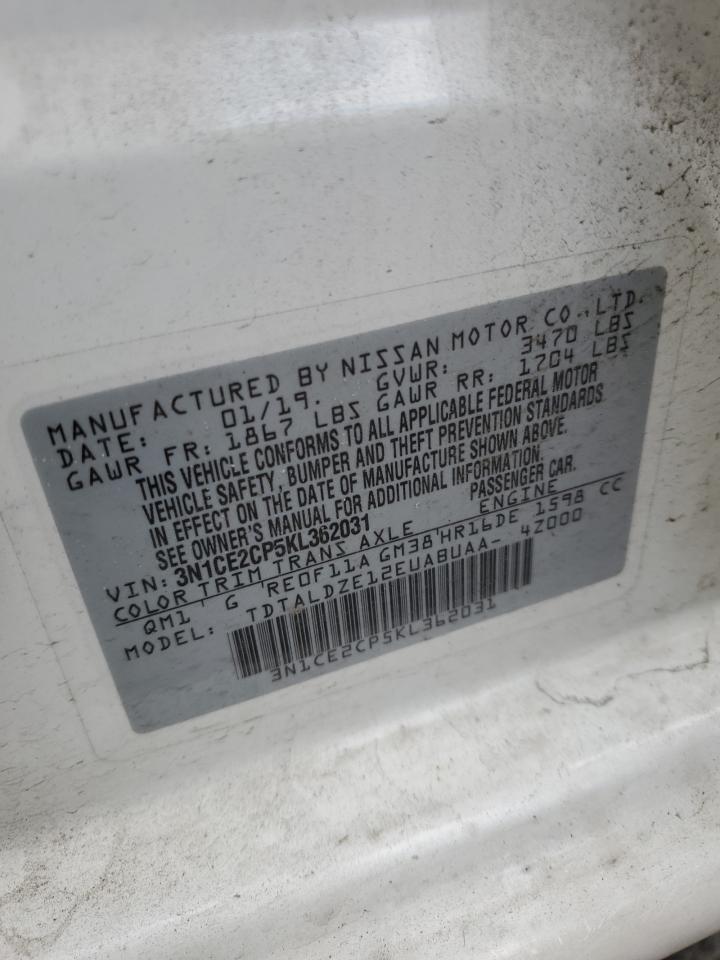 MANUFACTURED BY NISSAN MOTOR CO.,LTD.
DATE: 01/19. GVWR: 3470 LBS
GAWR FR: 1867 LBS GAWR RR: 1704 LBS
THIS VEHICLE CONFORMS TO ALL APPLICABLE FEDERAL MOTOR
VEHICLE SAFETY, BUMPER AND THEFT PREVENTION STANDARDS
IN EFFECT ON THE DATE OF MANUFACTURE SHOWN ABOVE.
SEE OWNER'S MANUAL FOR ADDITIONAL INFORMATION.
VIN: 3N1CE2CP5KL362031 PASSENGER CAR.
COLOR TRIM TRANS AXLE ENGINE
QM1 G RE0F11A GM38 HR16DE 1598 CC
MODEL: TDTALDZE12EUABUAA- 4Z000
3N1CE2CP5KL362031